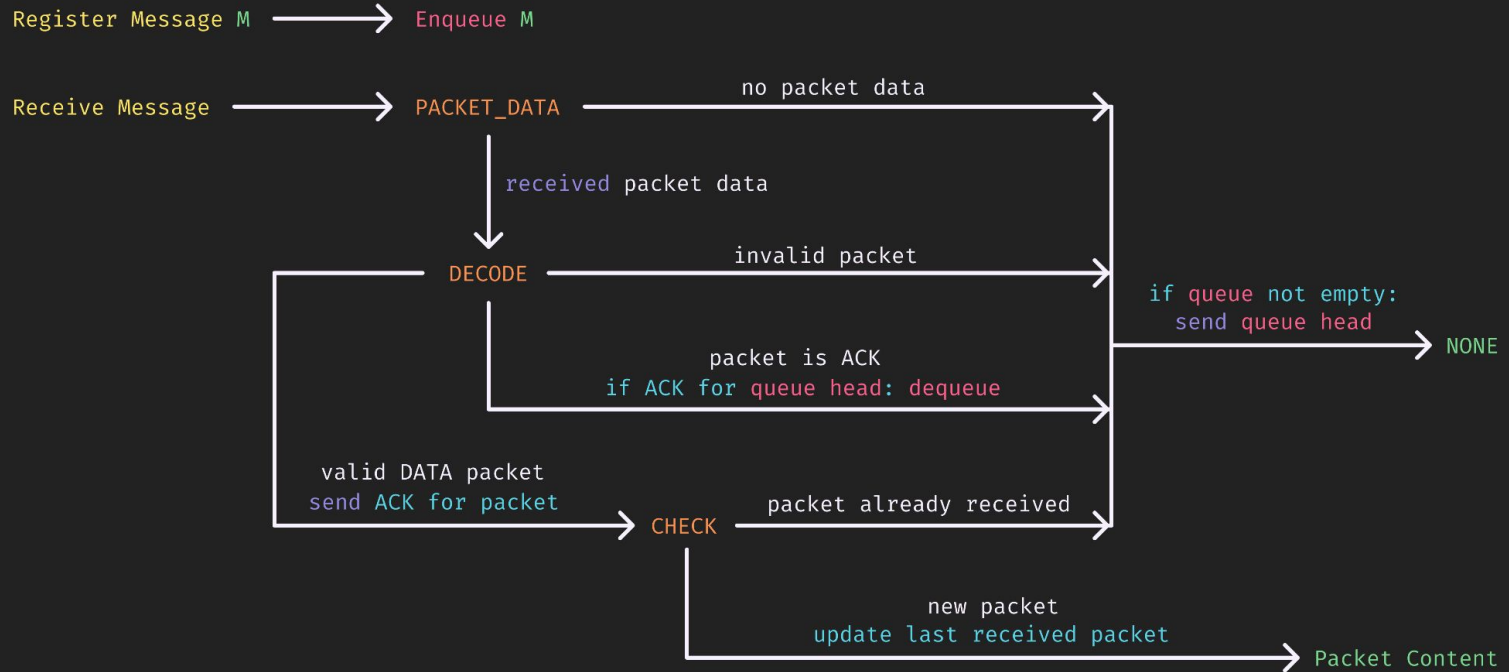 Register Message M
Enqueue M
Receive Message
PACKET_DATA
no packet data
received packet data
DECODE
invalid packet
if queue not empty:
send queue head
NONE
packet is ACK
if ACK for queue head: dequeue
valid DATA packet
send ACK for packet
CHECK
packet already received
new packet
update last received packet
Packet Content